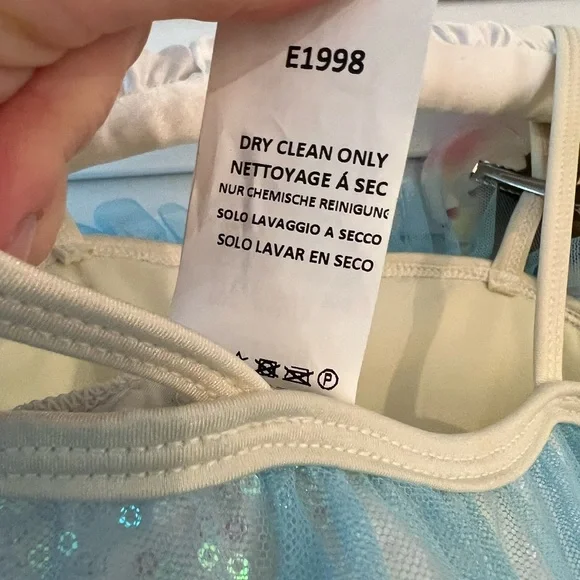 E1998
DRY CLEAN ONLY
NETTOYAGE Á SEC
NUR CHEMISCHE REINIGUNG
SOLO LAVAGGIO A SECCO
SOLO LAVAR EN SECO
P